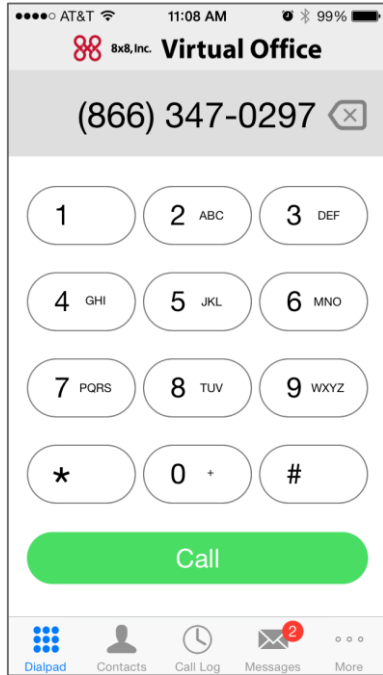 AT&T 11:08 AM 99%
8x8, Inc. Virtual Office
(866) 347-0297
1 2 ABC 3 DEF
4 GHI 5 JKL 6 MNO
7 PQRS 8 TUV 9 WXYZ
* 0 + #
Call
2
Dialpad Contacts Call Log Messages More